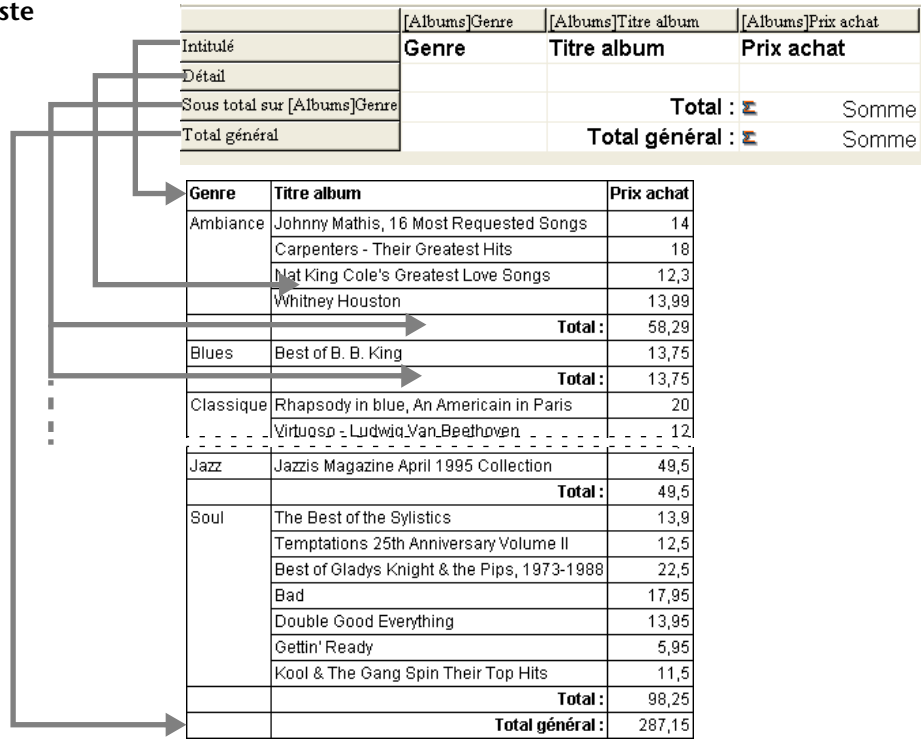 ste
[Albums]Genre [Albums]Titre album [Albums]Prix achat
Intitulé Genre Titre album Prix achat
Détail
Sous total sur [Albums]Genre Total : Somme
Total général Total général : Somme
Genre Titre album Prix achat
Ambiance Johnny Mathis, 16 Most Requested Songs 14
Carpenters - Their Greatest Hits 18
Nat King Cole's Greatest Love Songs 12,3
Whitney Houston 13,99
Total : 58,29
Blues Best of B. B. King 13,75
Total : 13,75
Classique Rhapsody in blue, An Americain in Paris 20
Virtuoso - Ludwig Van Beethoven 12
Jazz Jazzis Magazine April 1995 Collection 49,5
Total : 49,5
Soul The Best of the Sylistics 13,9
Temptations 25th Anniversary Volume II 12,5
Best of Gladys Knight & the Pips, 1973-1988 22,5
Bad 17,95
Double Good Everything 13,95
Gettin' Ready 5,95
Kool & The Gang Spin Their Top Hits 11,5
Total : 98,25
Total général : 287,15